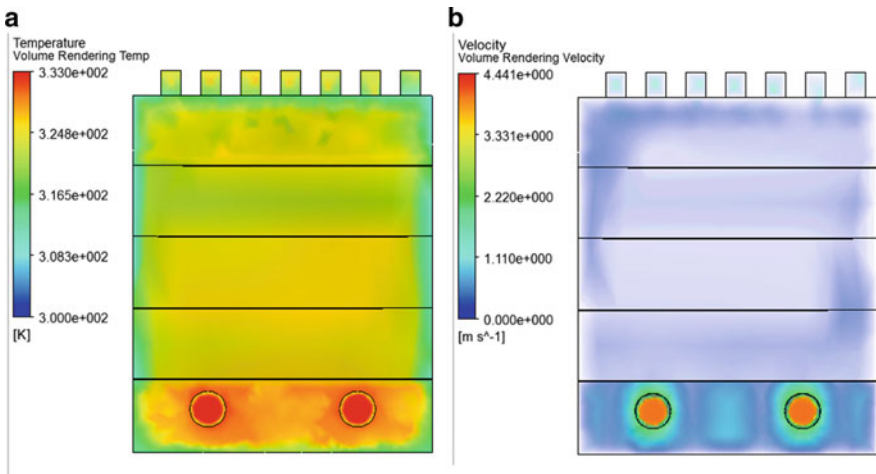 a
Temperature
Volume Rendering Temp
3.330e+002
3.248e+002
3.165e+002
3.083e+002
3.000e+002
[K]
b
Velocity
Volume Rendering Velocity
4.441e+000
3.331e+000
2.220e+000
1.110e+000
0.000e+000
[m s^-1]